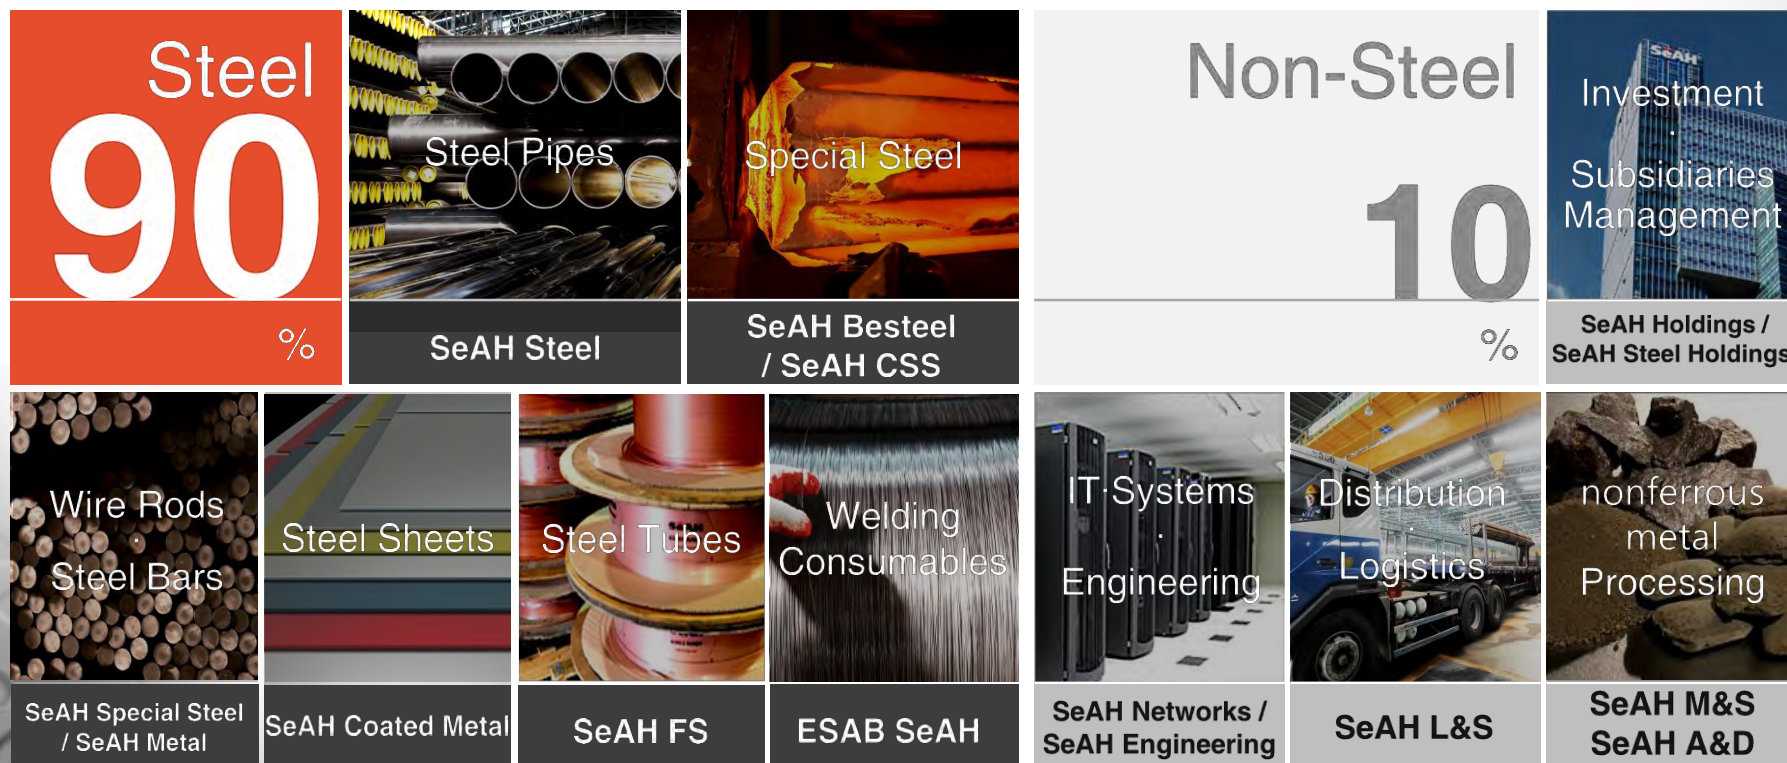 Steel
90
%
Steel Pipes
SeAH Steel
Special Steel
SeAH Besteel
/ SeAH CSS
Non-Steel
10
%
SeAH
Investment
·
Subsidiaries
Management
SeAH Holdings /
SeAH Steel Holdings
Wire Rods
·
Steel Bars
SeAH Special Steel
/ SeAH Metal
Steel Sheets
SeAH Coated Metal
SeAH
Steel Tubes
SeAH FS
Welding
Consumables
ESAB SeAH
IT·Systems
·
Engineering
SeAH Networks /
SeAH Engineering
Distribution
·
Logistics
SeAH L&S
nonferrous
metal
Processing
SeAH M&S
SeAH A&D